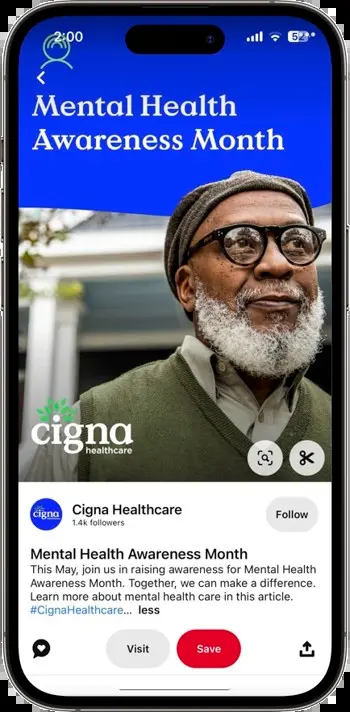 2:00
52
Mental Health
Awareness Month
cigna
healthcare
cigna
Cigna Healthcare
1.4k followers
Follow
Mental Health Awareness Month
This May, join us in raising awareness for Mental Health
Awareness Month. Together, we can make a difference.
Learn more about mental health care in this article.
#CignaHealthcare... less
Visit
Save